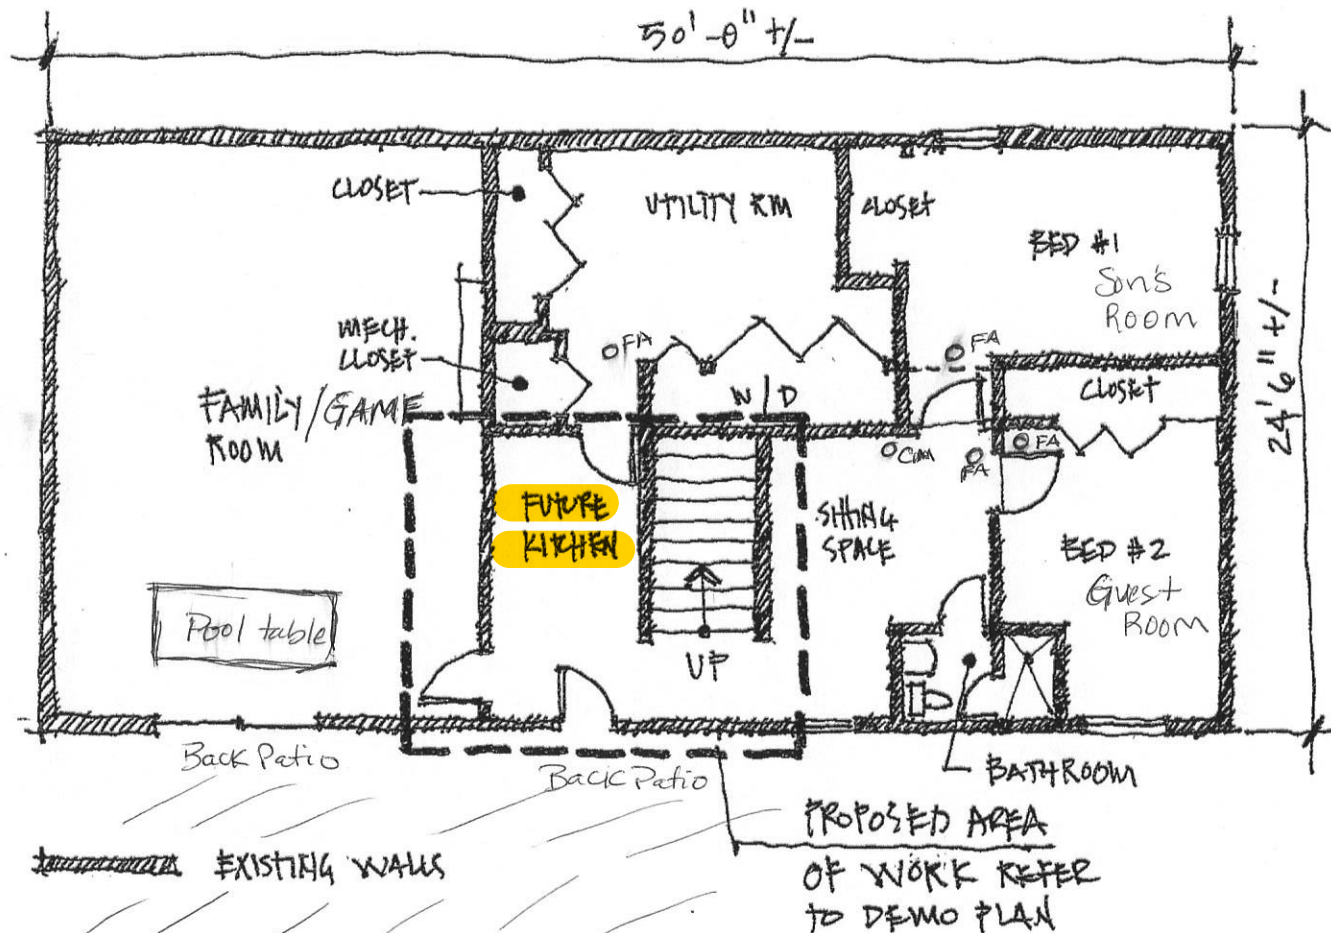 50'-0" +/-
CLOSET
UTILITY RM
CLOSET
BED #1
Son's
Room
24'6" +/-
MECH.
CLOSET
FA
FA
FAMILY/GAME
ROOM
W/D
CLOSET
CLM
FA
FA
FUTURE
KITCHEN
SITTING
SPACE
BED #2
Guest
Room
Pool table
UP
Back Patio
Back Patio
BATHROOM
PROPOSED AREA
OF WORK REFER
TO DEMO PLAN
EXISTING WALLS